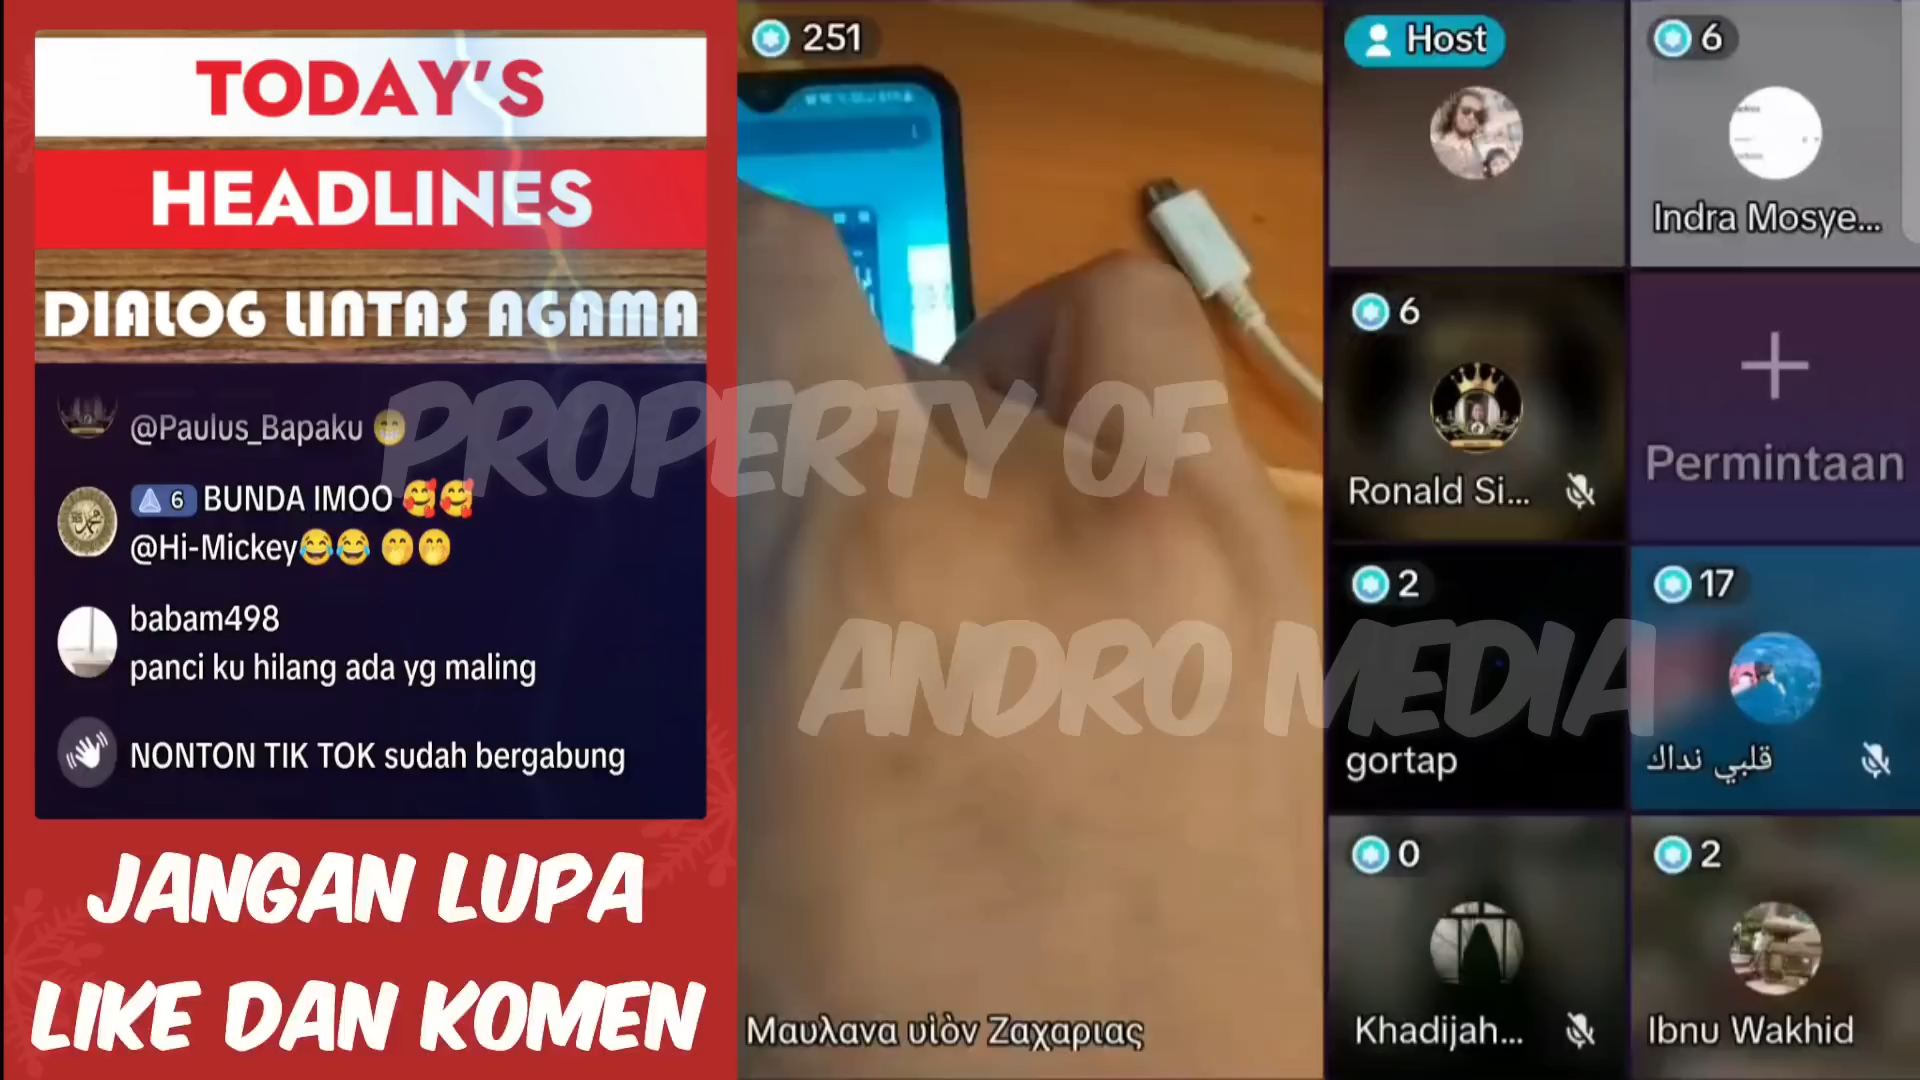 TODAY'S
HEADLINES
DIALOG LINTAS AGAMA
@Paulus_Bapaku 😁
6 BUNDA IMOO 🥰🥰
@Hi-Mickey😂😂 🤭🤭
babam498
panci ku hilang ada yg maling
NONTON TIK TOK sudah bergabung
JANGAN LUPA
LIKE DAN KOMEN
251
Μαυλανα υἱὸν Ζαχαριας
PROPERTY OF
ANDRO MEDIA
Host
6
Indra Mosye...
6
Ronald Si...
Permintaan
2
gortap
17
قلبي نداك
0
Khadijah...
2
Ibnu Wakhid